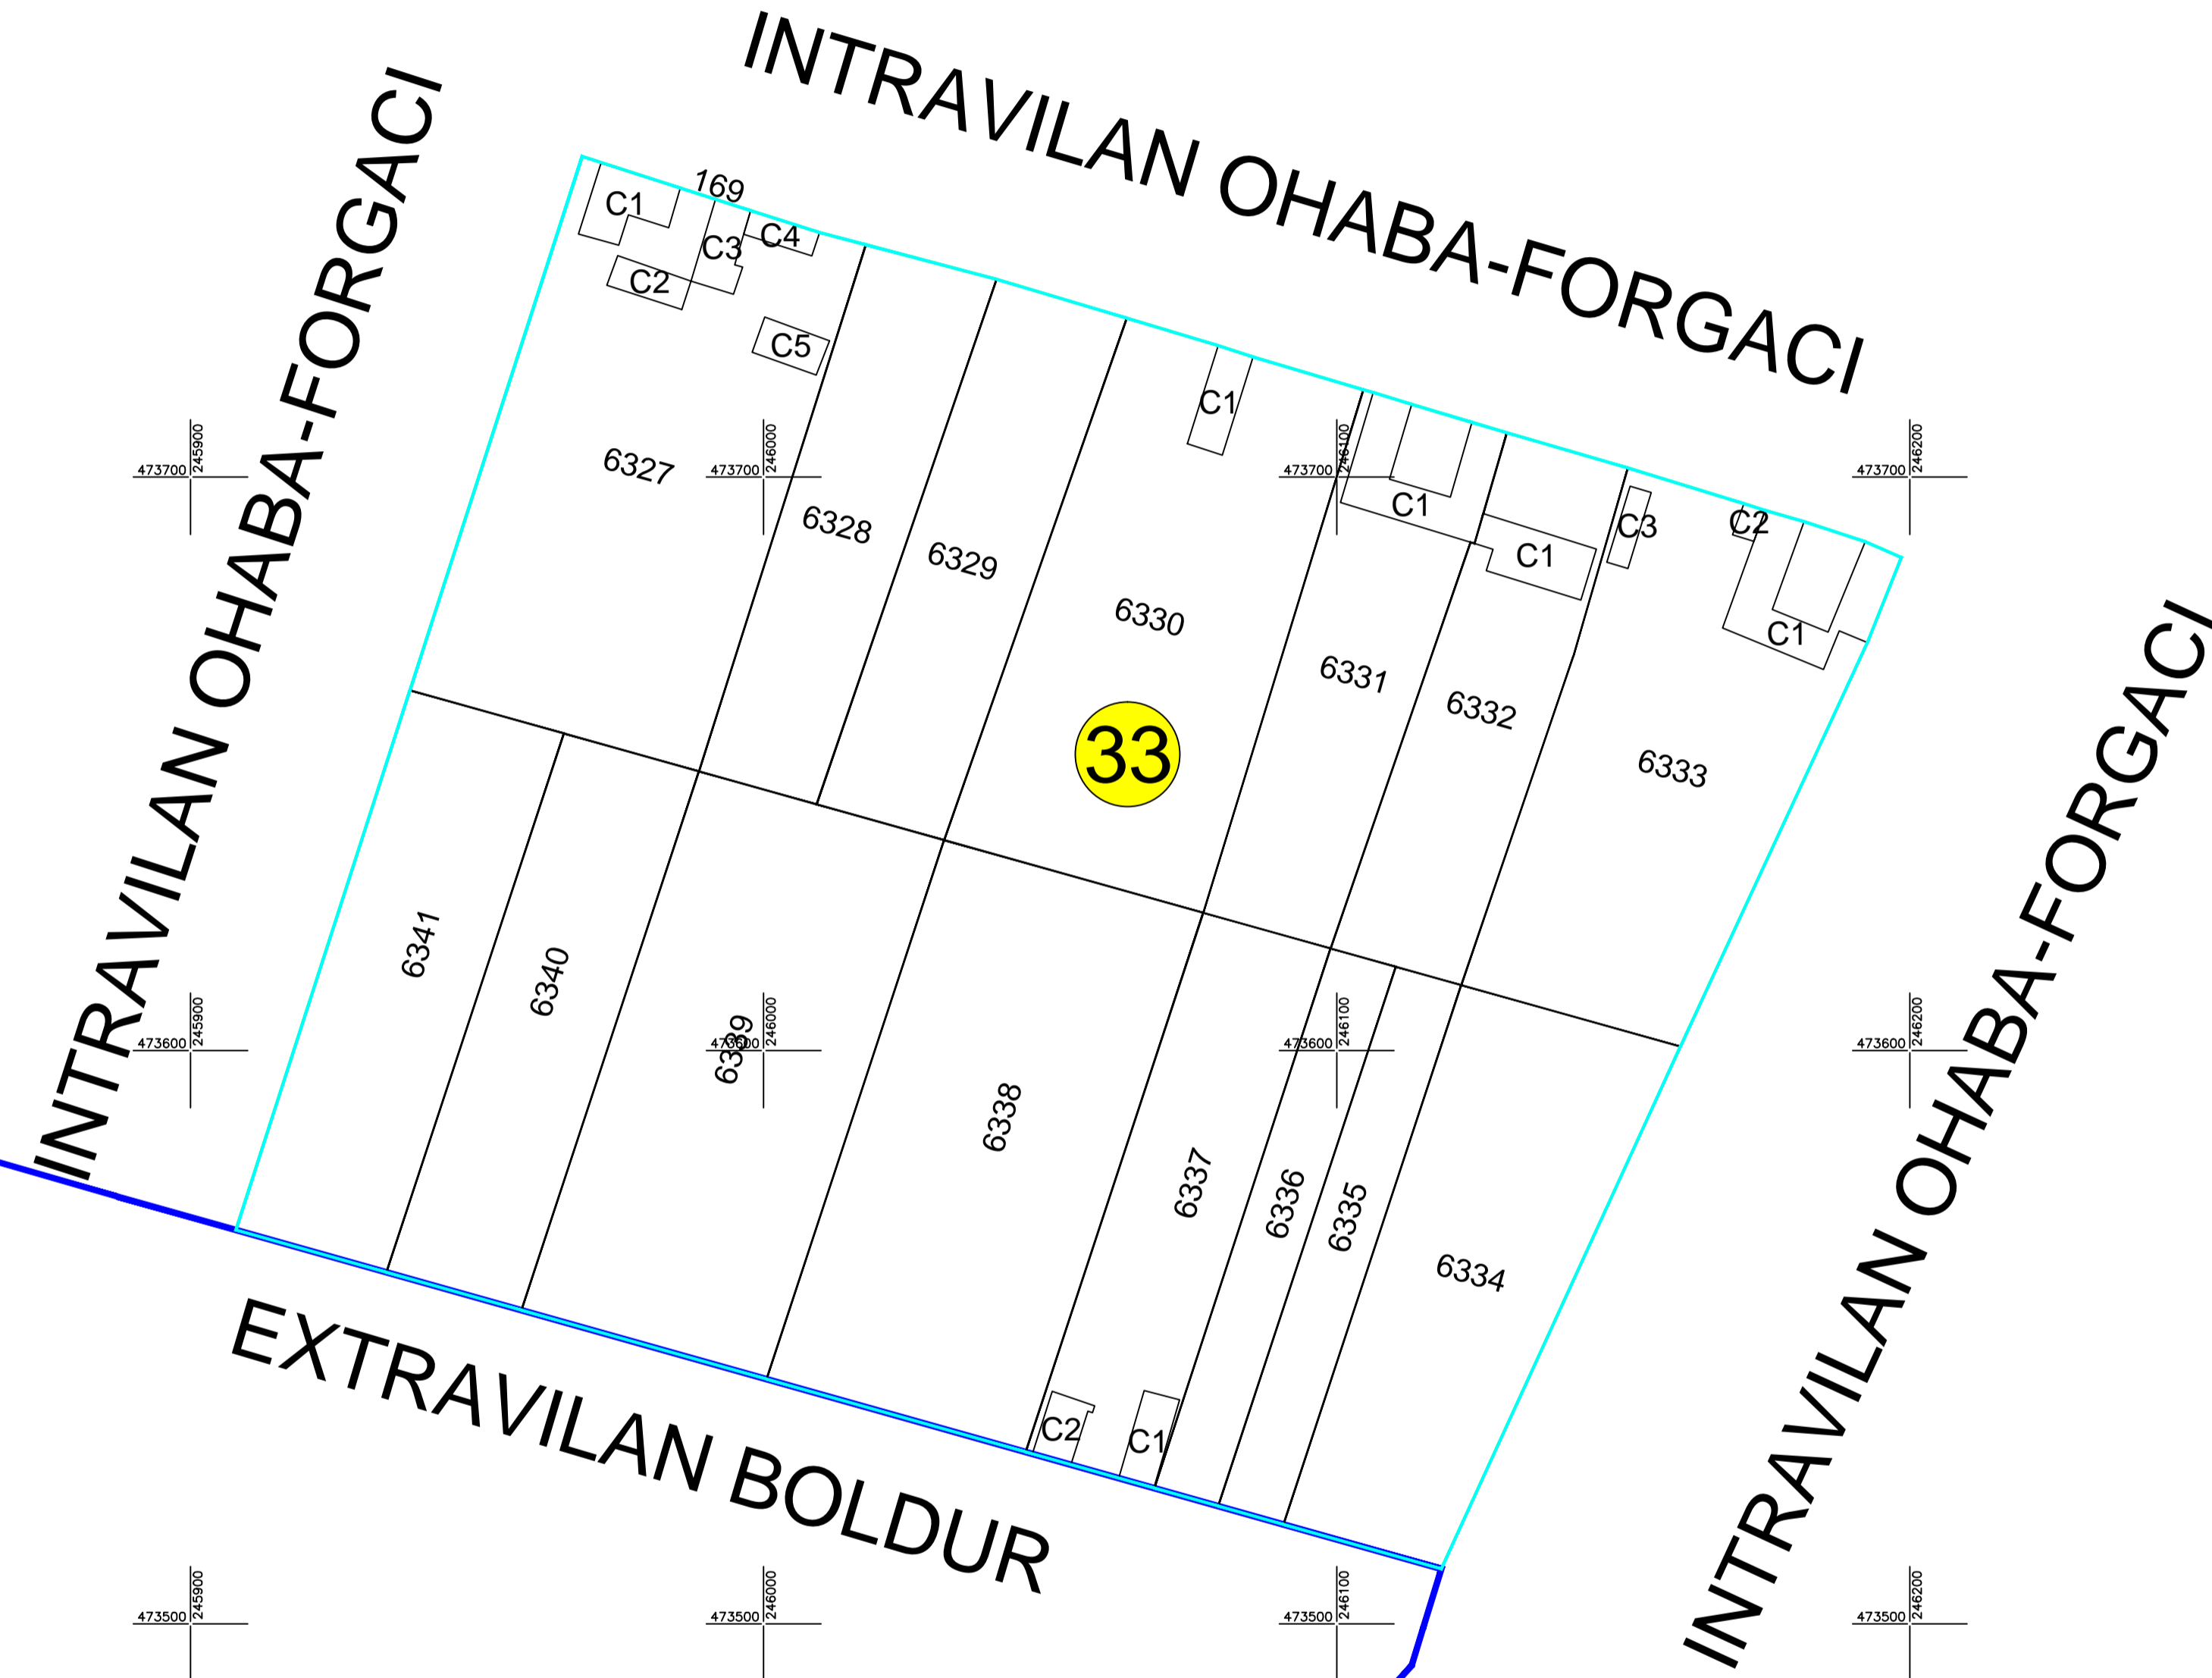 INTRAVILAN OHABA-FORGACI
INTRAVILAN OHABA-FORGACI
169
C1
C3
C4
C2
C5
C1
6327
473700
245900
473700
246000
473700
246100
473700
246200
6328
6329
C1
C1
C3
C2
C1
6330
6331
6332
6333
33
INTRAVILAN OHABA-FORGACI
6341
6340
6339
473600
245900
473600
246000
473600
246100
473600
246200
6338
6337
6336
6335
6334
EXTRAVILAN BOLDUR
C2
C1
473500
245900
473500
246000
473500
246100
473500
246200